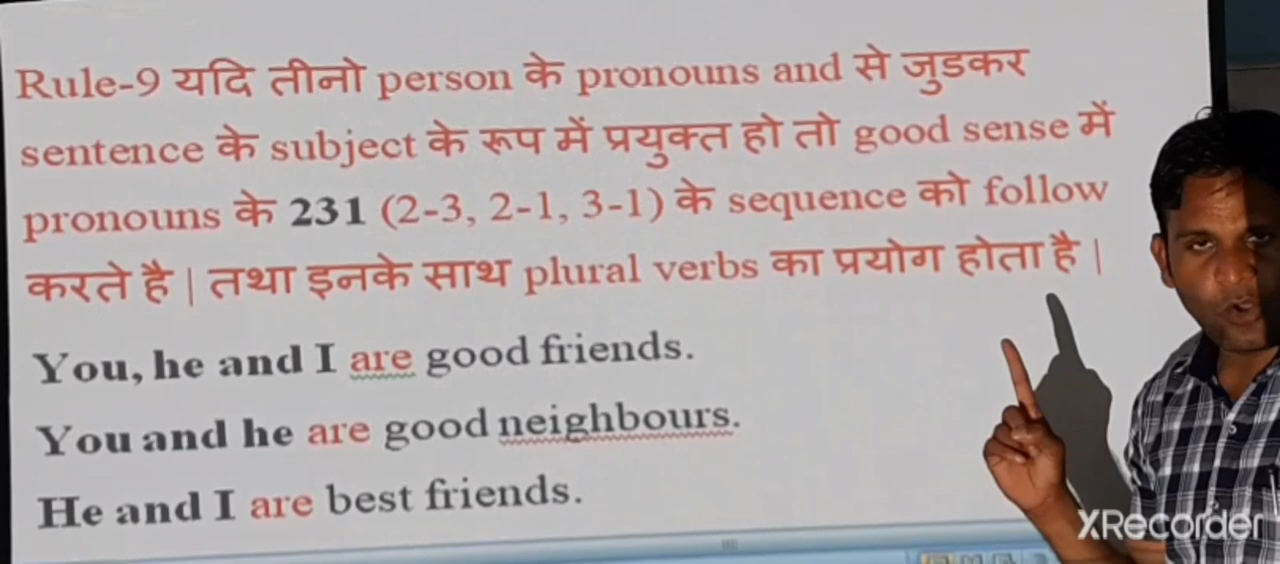 Rule-9 यदि तीनो person के pronouns and से जुडकर
sentence के subject के रूप में प्रयुक्त हो तो good sense में
pronouns के 231 (2-3, 2-1, 3-1) के sequence को follow
करते है | तथा इनके साथ plural verbs का प्रयोग होता है |
You, he and I are good friends.
You and he are good neighbours.
He and I are best friends.
XRecorder